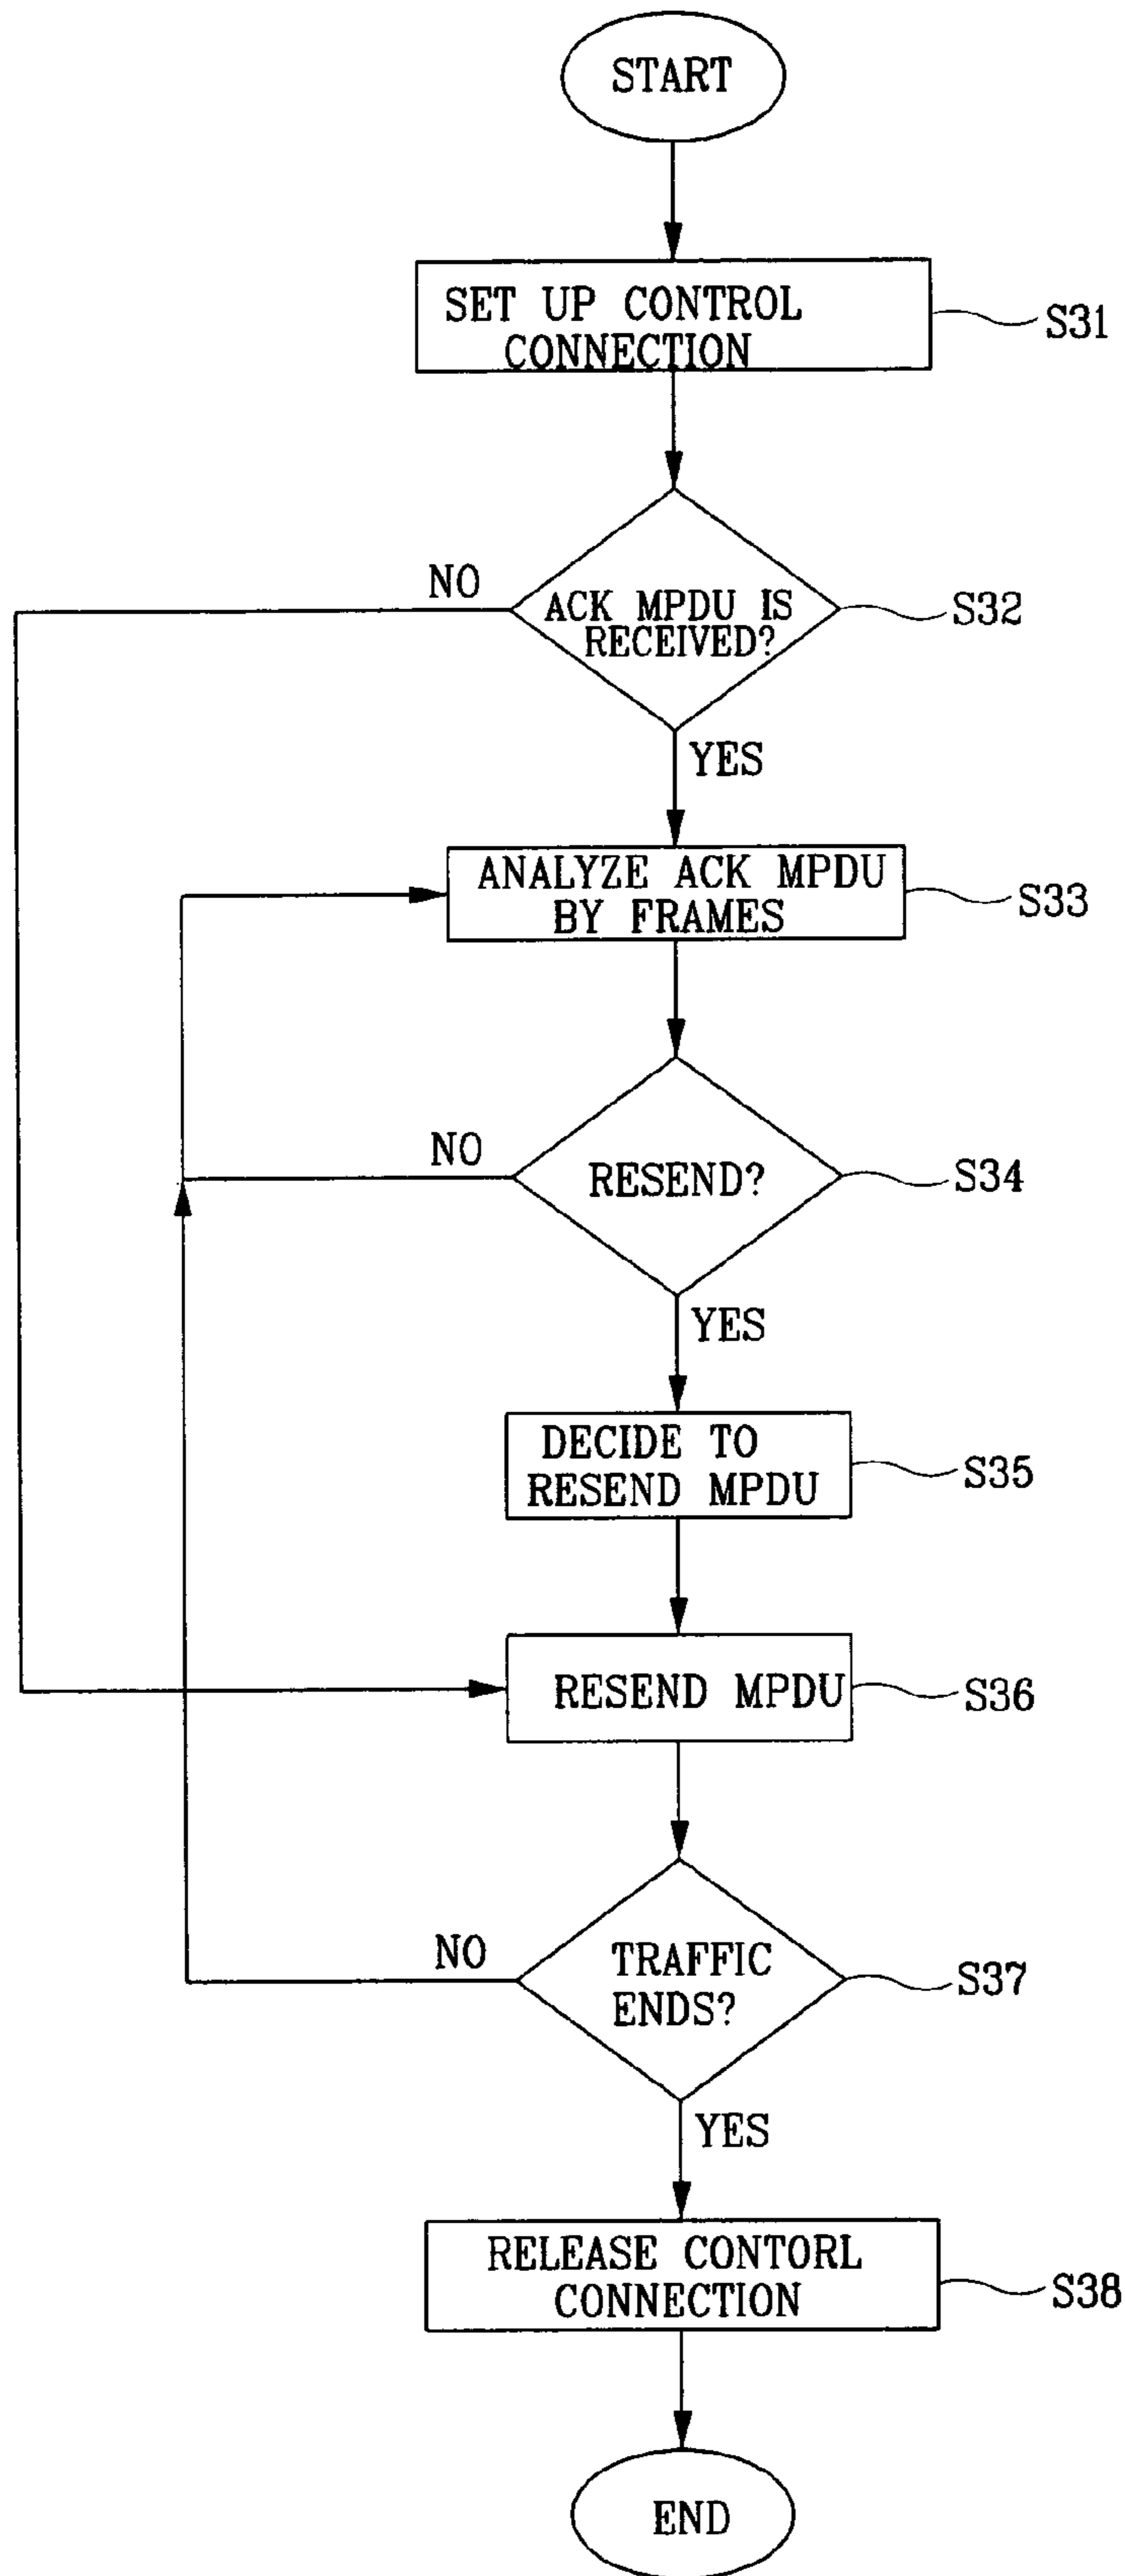 START
SET UP CONTROL
CONNECTION
S31
NO
ACK MPDU IS
RECEIVED?
S32
YES
ANALYZE ACK MPDU
BY FRAMES
S33
NO
RESEND?
S34
YES
DECIDE TO
RESEND MPDU
S35
RESEND MPDU
S36
NO
TRAFFIC
ENDS?
S37
YES
RELEASE CONTORL
CONNECTION
S38
END